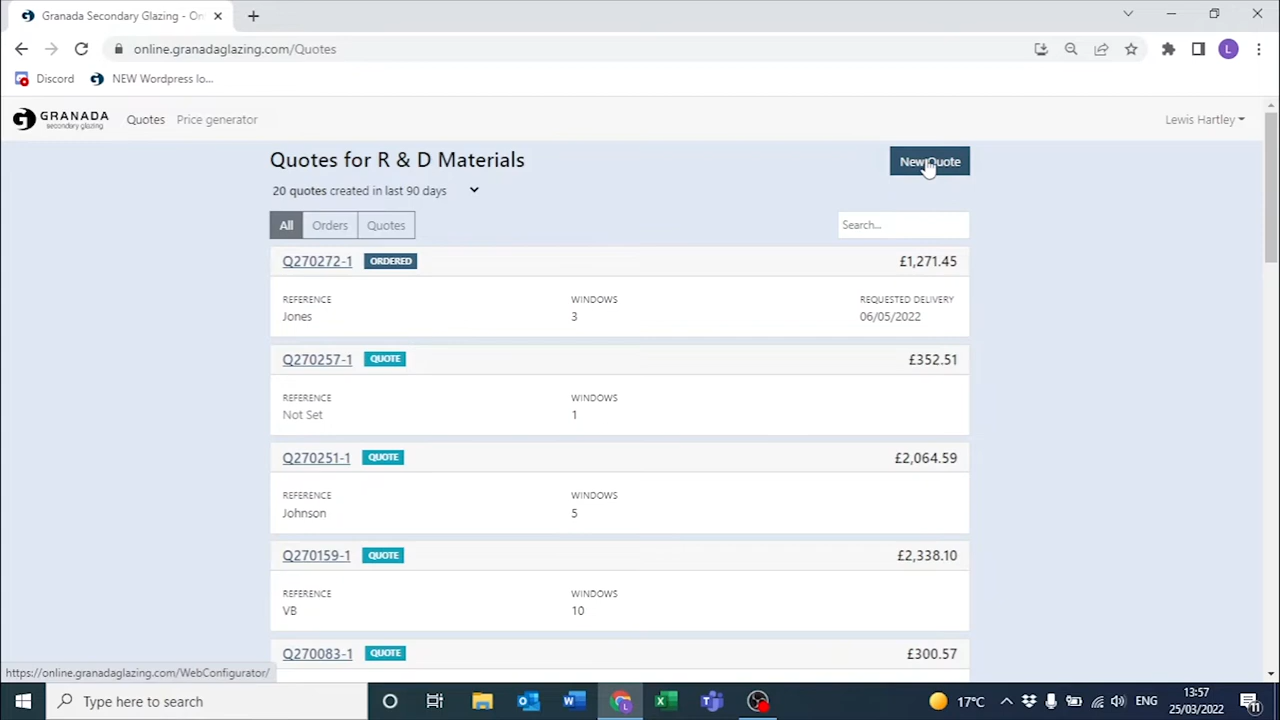 Granada Secondary Glazing - On
online.granadaglazing.com/Quotes
L
Discord
NEW Wordpress lo...
GRANADA
secondary glazing
Quotes
Price generator
Lewis Hartley
Quotes for R & D Materials
New Quote
20 quotes created in last 90 days
All
Orders
Quotes
Search...
Q270272-1
ORDERED
£1,271.45
REFERENCE
WINDOWS
REQUESTED DELIVERY
Jones
3
06/05/2022
Q270257-1
QUOTE
£352.51
REFERENCE
WINDOWS
Not Set
1
Q270251-1
QUOTE
£2,064.59
REFERENCE
WINDOWS
Johnson
5
Q270159-1
QUOTE
£2,338.10
REFERENCE
WINDOWS
VB
10
Q270083-1
QUOTE
£300.57
https://online.granadaglazing.com/WebConfigurator/
Type here to search
17°C
ENG
13:57
25/03/2022
11